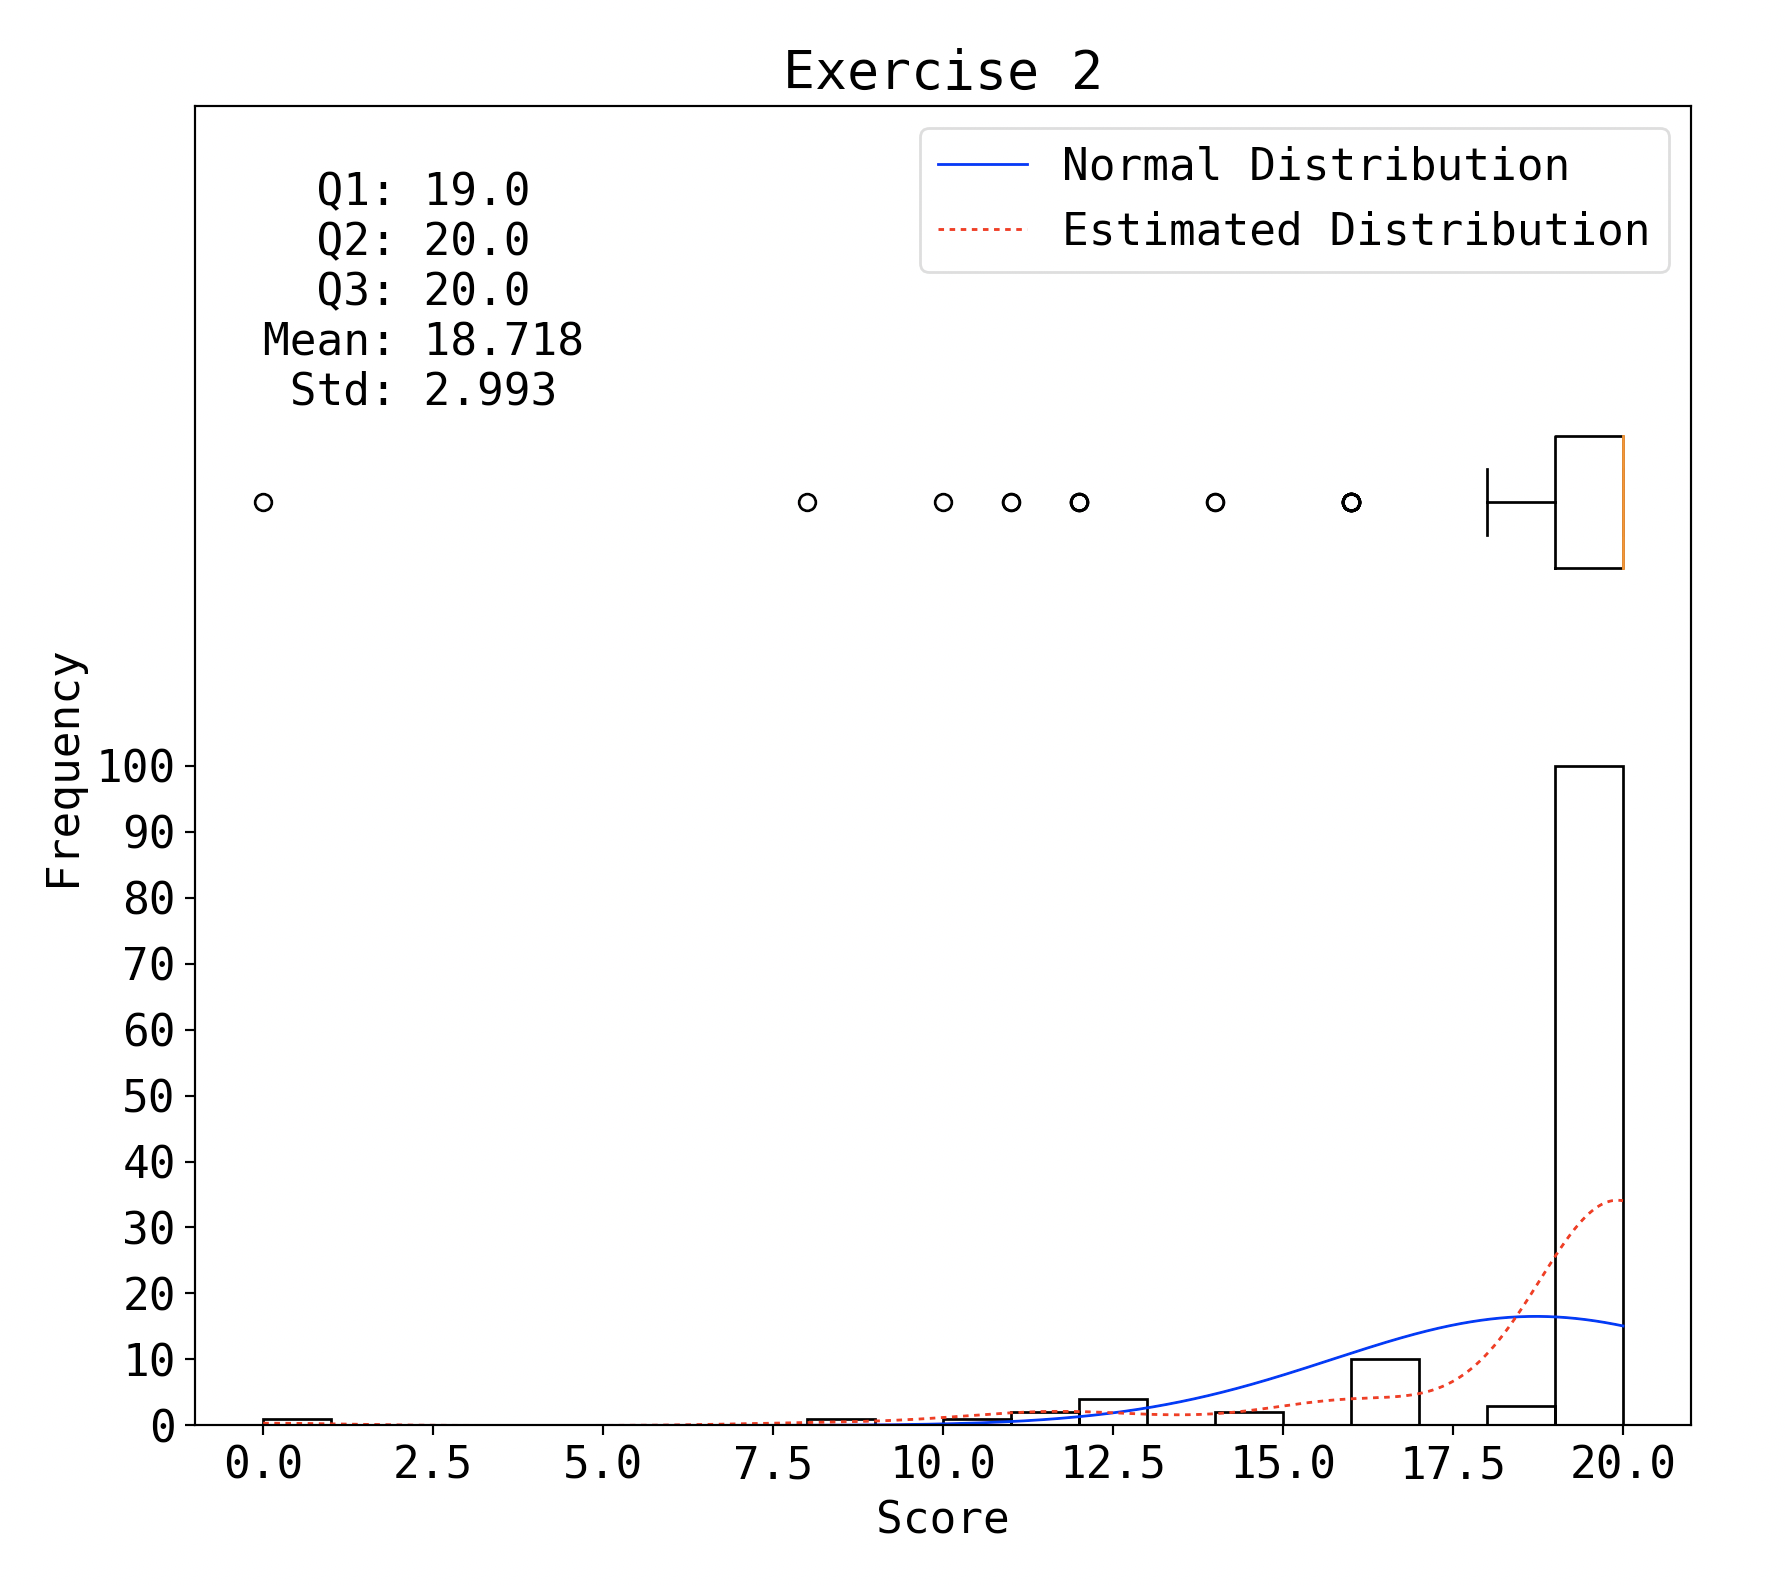 Exercise 2
Normal Distribution
Estimated Distribution
Q1: 19.0
Q2: 20.0
Q3: 20.0
Mean: 18.718
Std: 2.993
Frequency
100
90
80
70
60
50
40
30
20
10
0
0.0 2.5 5.0 7.5 10.0 12.5 15.0 17.5 20.0
Score